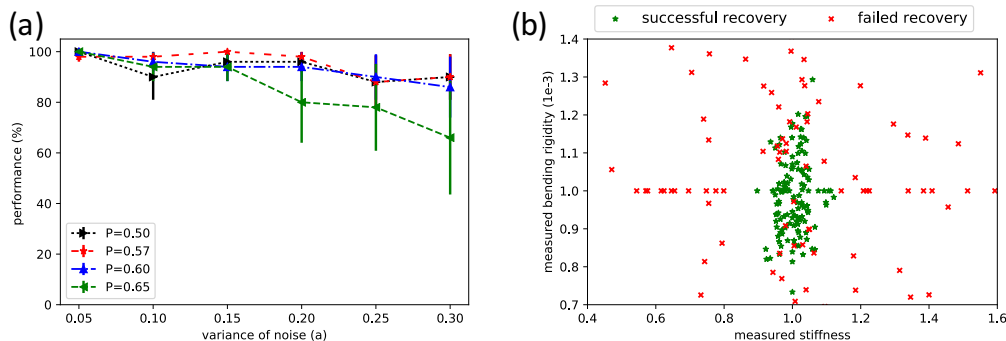 (a)
performance (%)
100
80
60
40
20
0
P=0.50
P=0.57
P=0.60
P=0.65
0.05 0.10 0.15 0.20 0.25 0.30
variance of noise (a)
(b)
successful recovery failed recovery
measured bending rigidity (1e-3)
1.4
1.3
1.2
1.1
1.0
0.9
0.8
0.7
0.4 0.6 0.8 1.0 1.2 1.4 1.6
measured stiffness